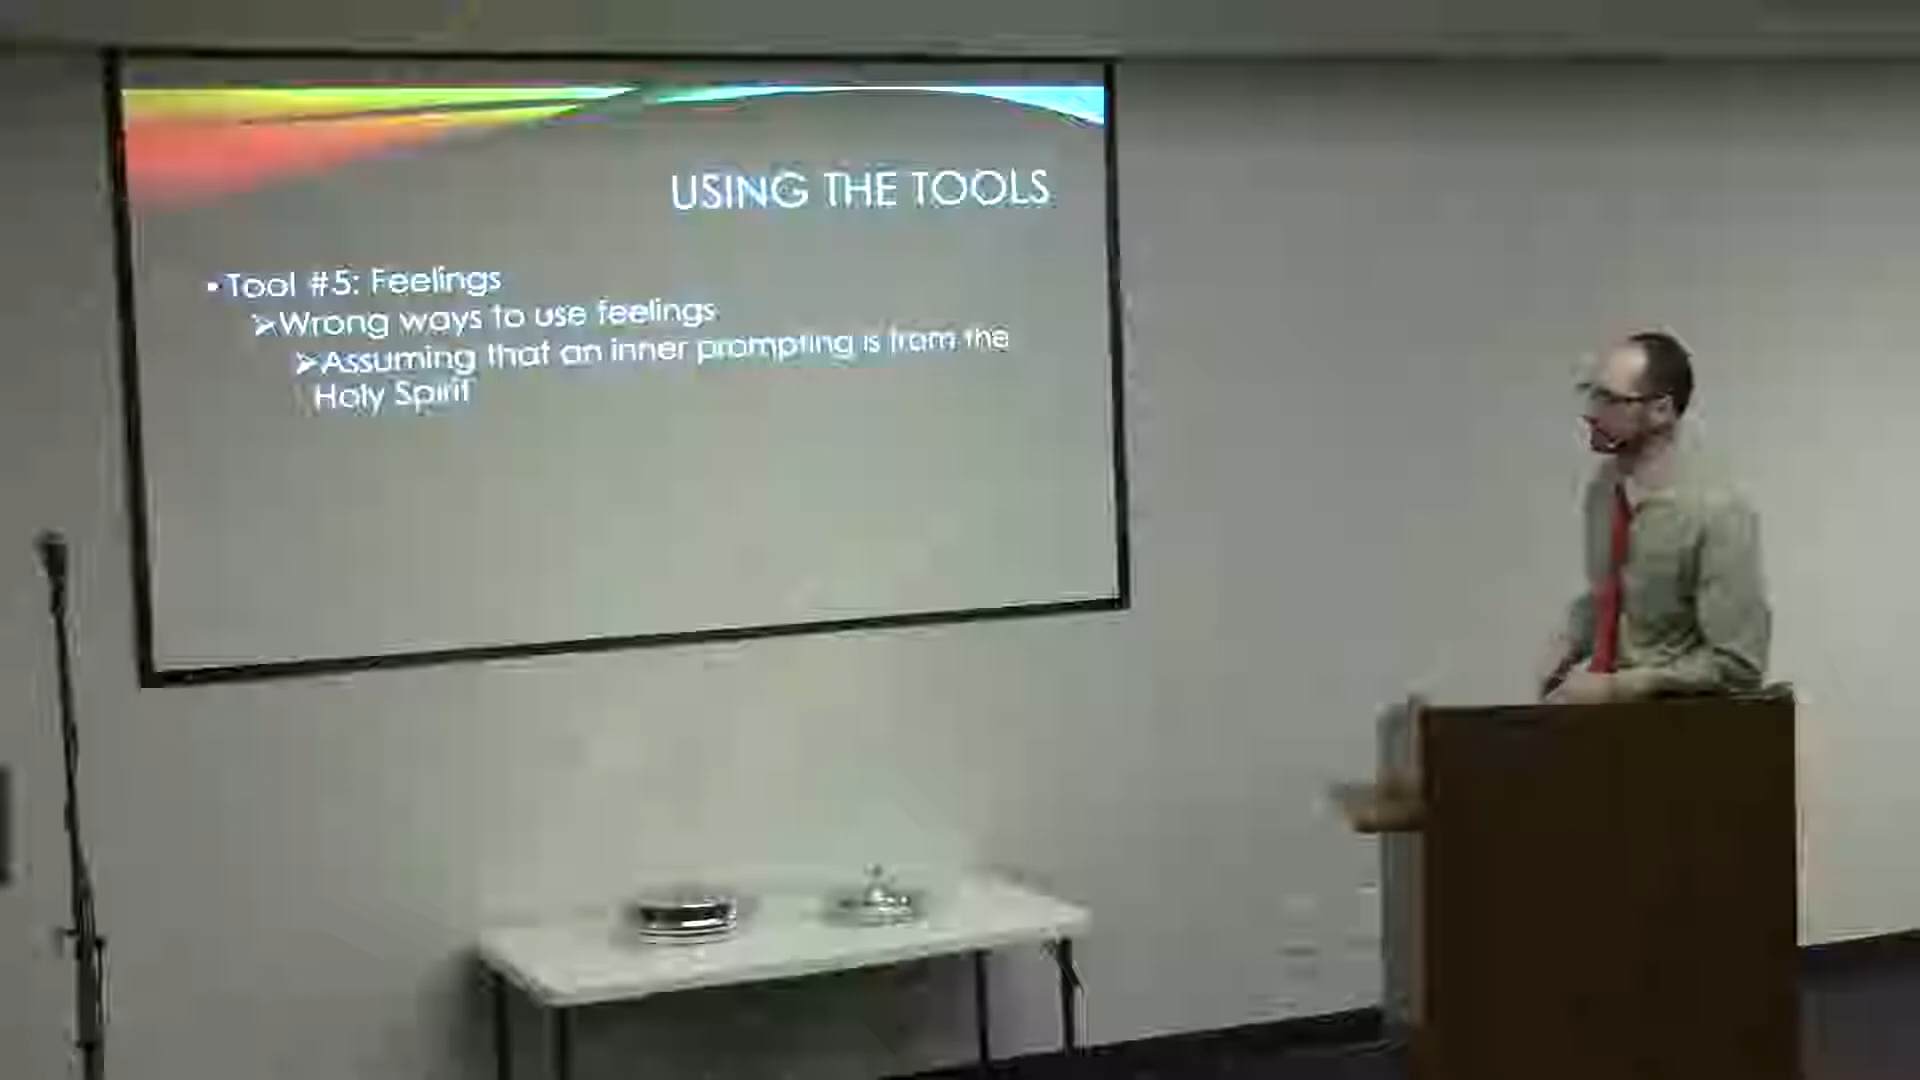 USING THE TOOLS
• Tool #5: Feelings
➢Wrong ways to use feelings
➢Assuming that an inner prompting is from the
Holy Spirit